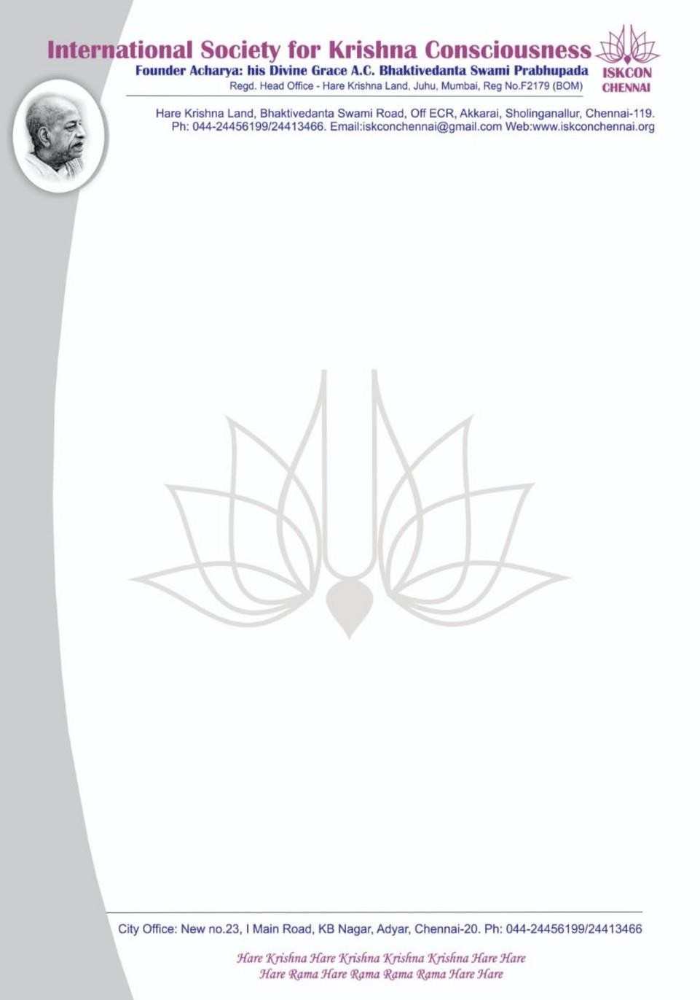 International Society for Krishna Consciousness
Founder Acharya: his Divine Grace A.C. Bhaktivedanta Swami Prabhupada
Regd. Head Office - Hare Krishna Land, Juhu, Mumbai, Reg No.F2179 (BOM)
ISKCON
CHENNAI
Hare Krishna Land, Bhaktivedanta Swami Road, Off ECR, Akkarai, Sholinganallur, Chennai-119.
Ph: 044-24456199/24413466. Email:iskconchennai@gmail.com Web:www.iskconchennai.org
City Office: New no.23, I Main Road, KB Nagar, Adyar, Chennai-20. Ph: 044-24456199/24413466
Hare Krishna Hare Krishna Krishna Krishna Hare Hare
Hare Rama Hare Rama Rama Rama Hare Hare